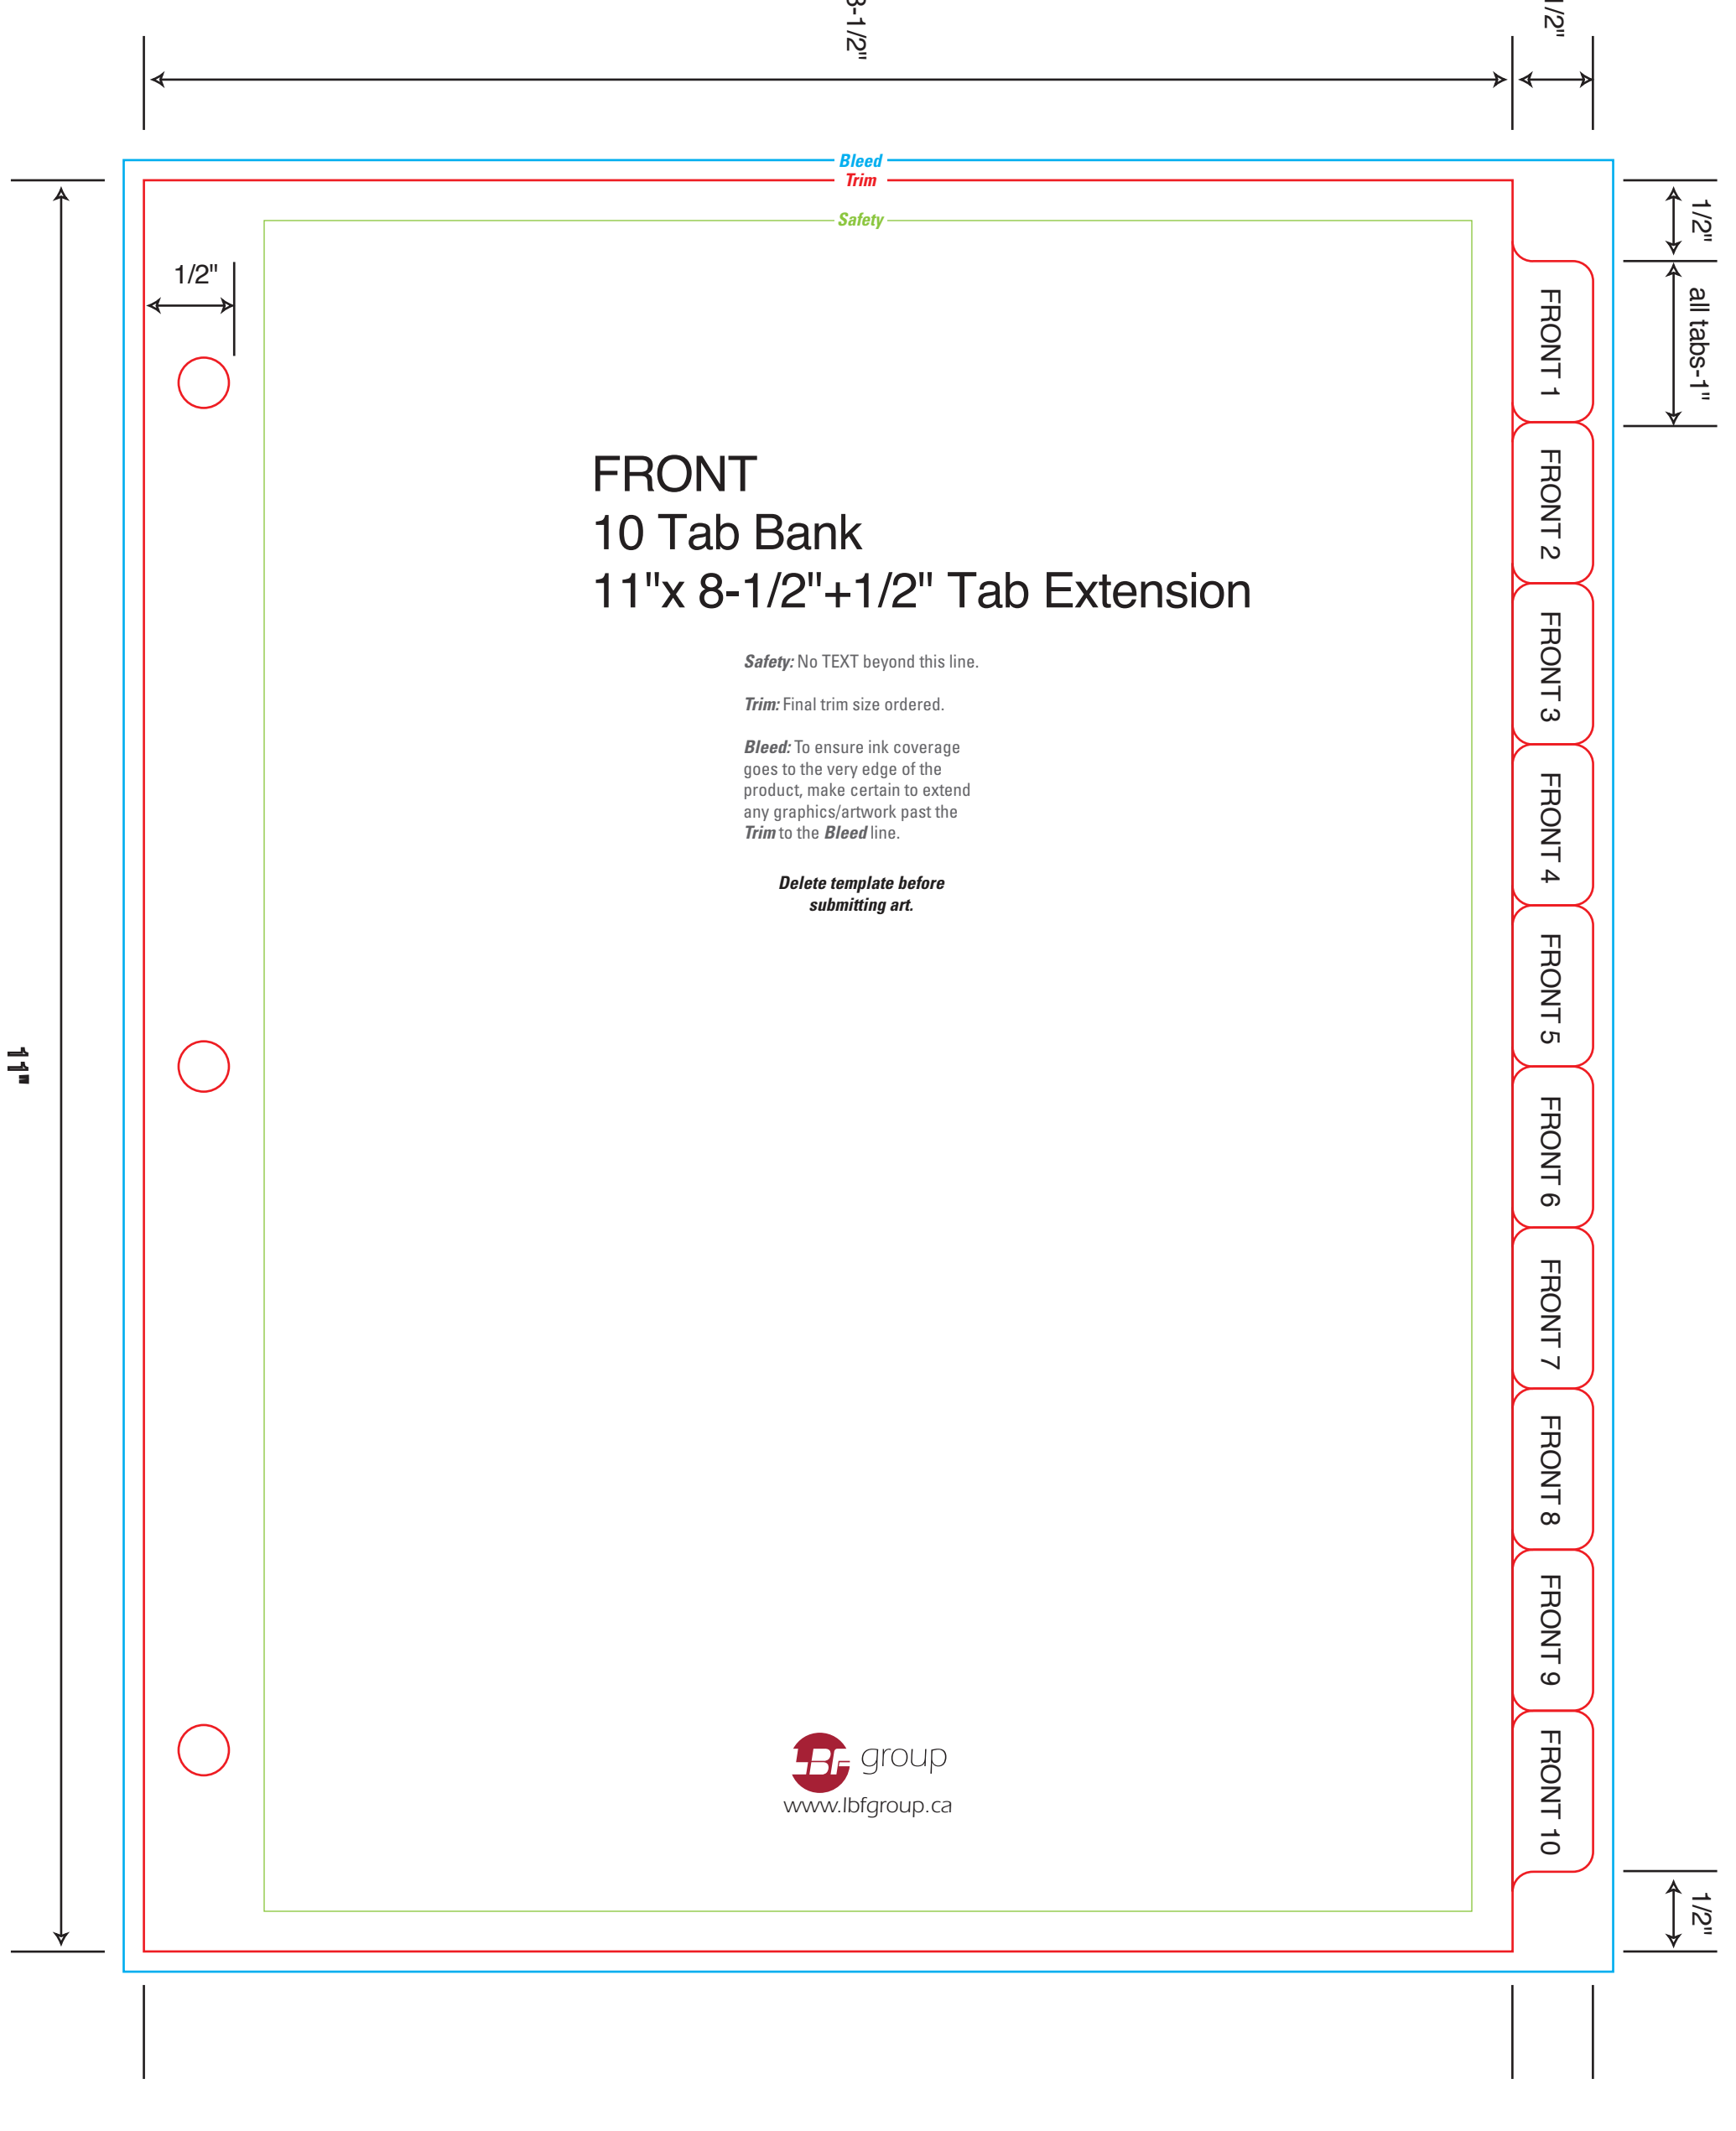 8-1/2"
1/2"
Bleed
Trim
Safety
1/2"
1/2"
all tabs-1"
FRONT
10 Tab Bank
11"x 8-1/2"+1/2" Tab Extension
Safety: No TEXT beyond this line.
Trim: Final trim size ordered.
Bleed: To ensure ink coverage
goes to the very edge of the
product, make certain to extend
any graphics/artwork past the
Trim to the Bleed line.
Delete template before
submitting art.
11"
FRONT 1
FRONT 2
FRONT 3
FRONT 4
FRONT 5
FRONT 6
FRONT 7
FRONT 8
FRONT 9
FRONT 10
LBF group
www.lbfgroup.ca
1/2"